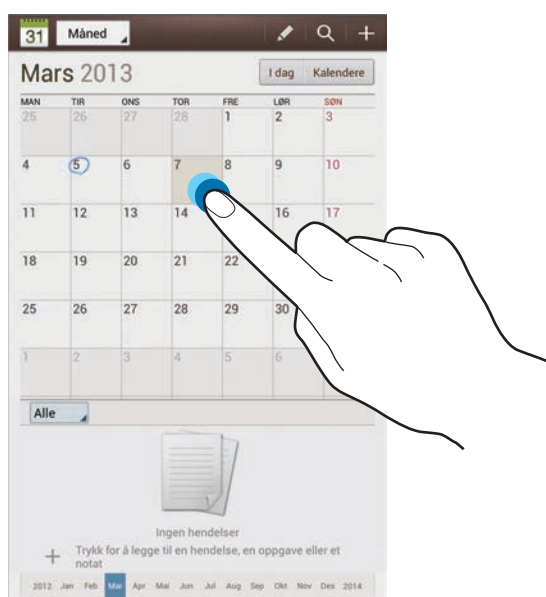 31 Måned
Mars 2013 I dag Kalendere
MAN TIR ONS TOR FRE LØR SØN
25 26 27 28 1 2 3
4 5 6 7 8 9 10
11 12 13 14 16 17
18 19 20 21 22
25 26 27 28 29 30
1 2 3 4 5 6
Alle
Ingen hendelser
Trykk for å legge til en hendelse, en oppgave eller et
notat
2012 Jan Feb Mar Apr Mai Jun Jul Aug Sep Okt Nov Des 2014